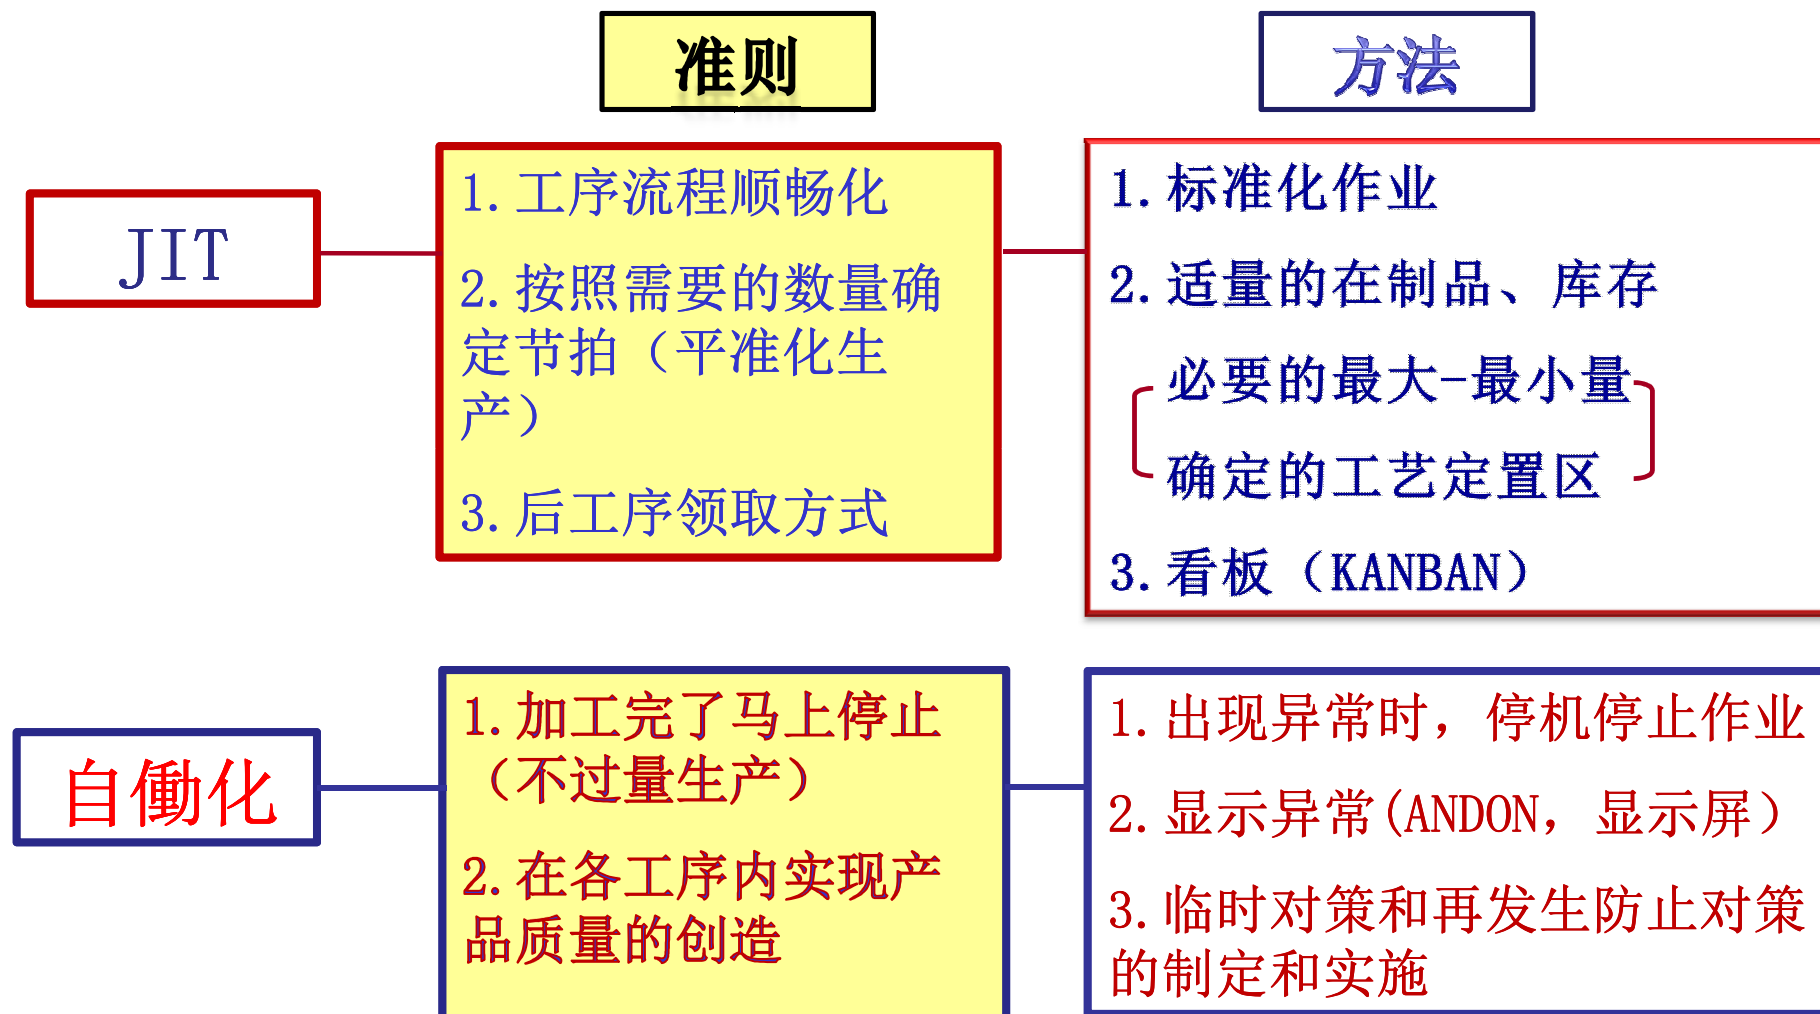 准则
方法
JIT
1.工序流程顺畅化
2.按照需要的数量确
定节拍（平准化生
产）
3.后工序领取方式
1.标准化作业
2.适量的在制品、库存
必要的最大-最小量
确定的工艺定置区
3.看板（KANBAN）
自働化
1.加工完了马上停止
（不过量生产）
2.在各工序内实现产
品质量的创造
1.出现异常时，停机停止作业
2.显示异常(ANDON，显示屏）
3.临时对策和再发生防止对策
的制定和实施